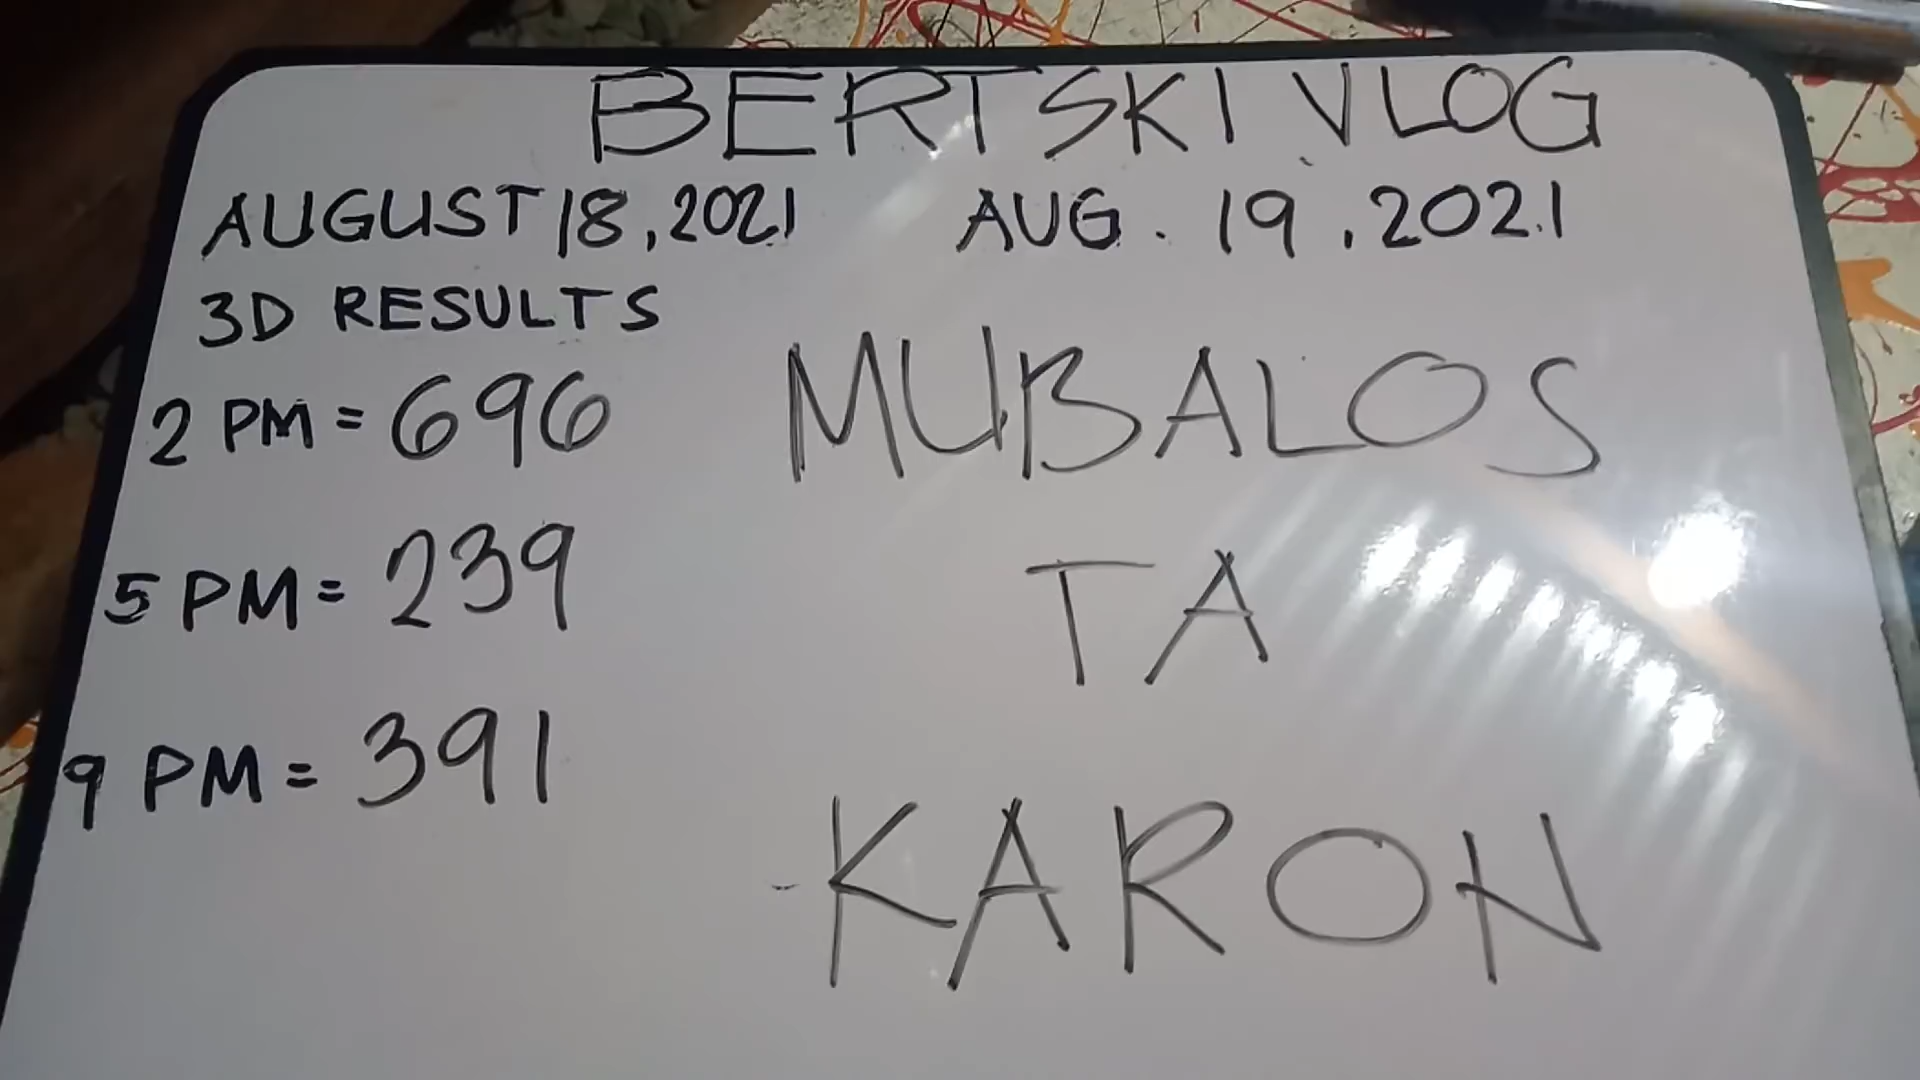 BERTSKI VLOG
AUGUST 18, 2021
3D RESULTS
2 PM = 696
5 PM = 239
9 PM = 391
AUG. 19, 2021
MUBALOS
TA
KARON